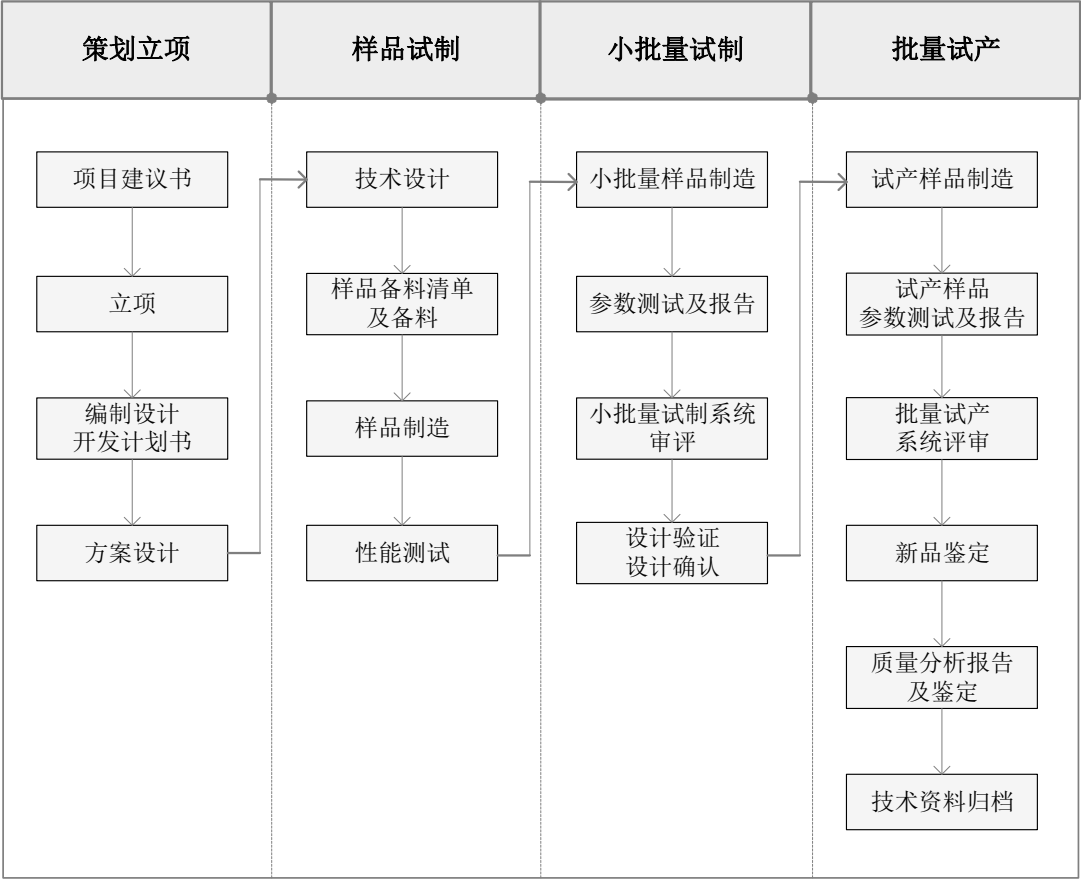 策划立项
样品试制
小批量试制
批量试产
项目建议书
立项
编制设计
开发计划书
方案设计
技术设计
样品备料清单
及备料
样品制造
性能测试
小批量样品制造
参数测试及报告
小批量试制系统
审评
设计验证
设计确认
试产样品制造
试产样品
参数测试及报告
批量试产
系统评审
新品鉴定
质量分析报告
及鉴定
技术资料归档